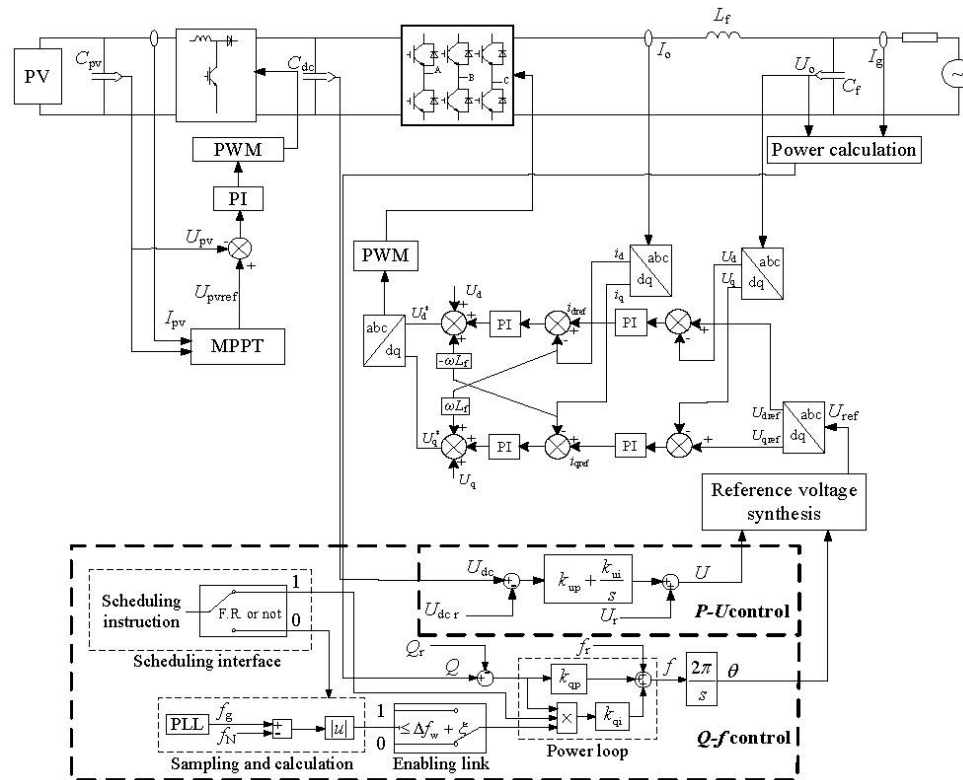 PV
C_pv
C_dc
A
B
C
I_o
L_f
U_o
C_f
I_g
~
Power calculation
PWM
PI
U_pv
-
+
U_pvref
I_pv
MPPT
PWM
abc
dq
U_d*
U_q*
U_d
+
+
+
PI
i_dref
+
-
PI
+
-
-ωL_f
ωL_f
+
+
+
U_q
PI
-
+
i_qref
PI
-
+
i_d
i_q
abc
dq
U_d
U_q
abc
dq
U_dref
U_qref
abc
dq
U_ref
Reference voltage
synthesis
U_dc
+
-
U_dc r
k_up + k_ui/s
+
+
U_r
U
P-Ucontrol
Scheduling
instruction
F.R. or not
1
0
Scheduling interface
Q_r
Q
-
+
f_r
k_qp
×
k_qi
+
+
+
f
2π/s
θ
Power loop
PLL
f_g
f_N
+
-
|u|
Sampling and calculation
1
≤ Δf_w + ξ
0
Enabling link
Q-fcontrol